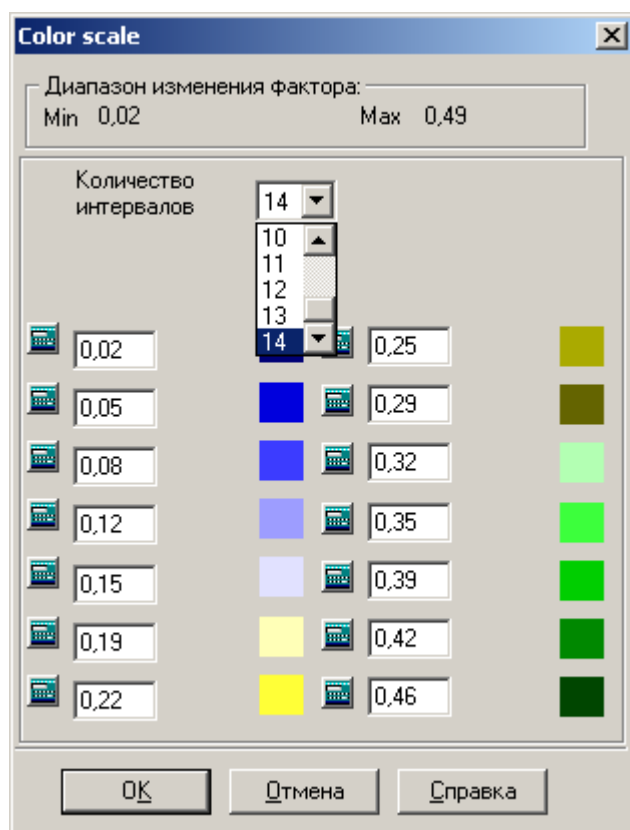 Color scale
Диапазон изменения фактора:
Min 0,02 Max 0,49
Количество
интервалов
14
10
11
12
13
14
0,02 0,25
0,05 0,29
0,08 0,32
0,12 0,35
0,15 0,39
0,19 0,42
0,22 0,46
OK Отмена Справка